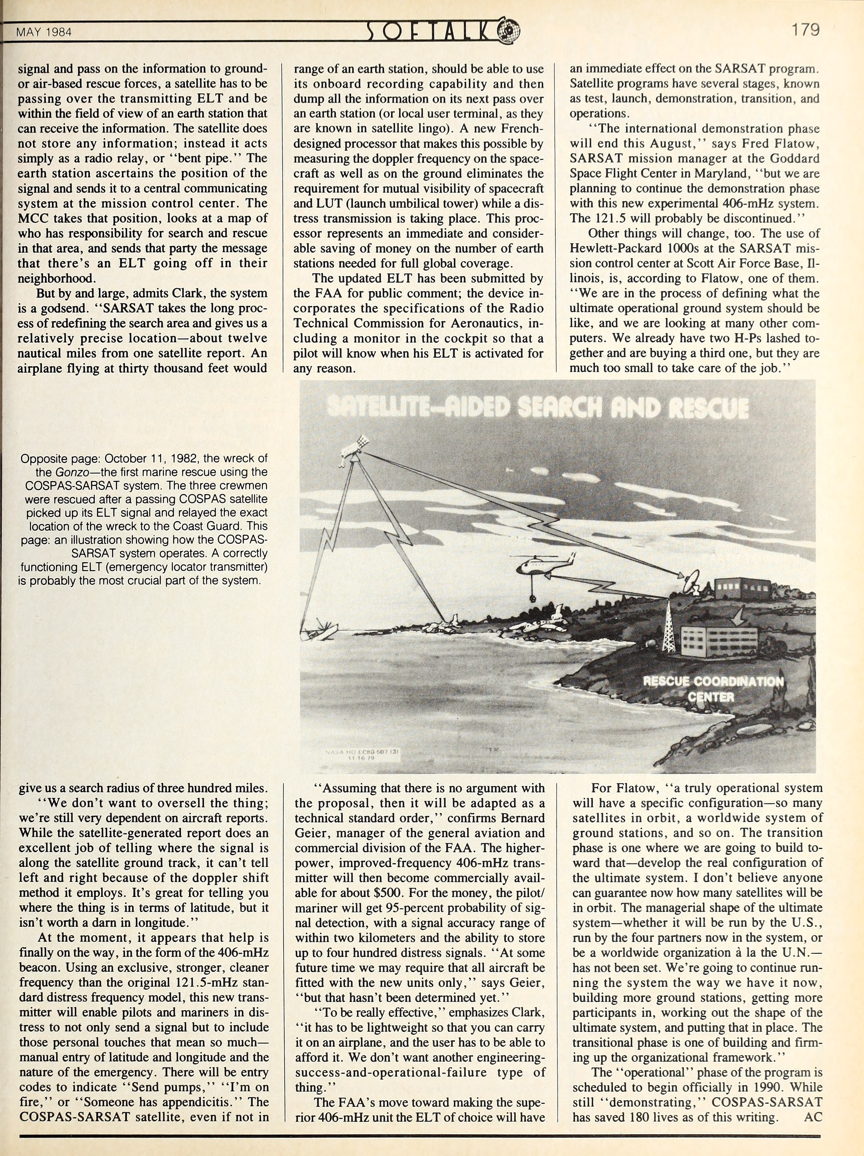 MAY 1984
SOFTALK
179
signal and pass on the information to ground-
or air-based rescue forces, a satellite has to be
passing over the transmitting ELT and be
within the field of view of an earth station that
can receive the information. The satellite does
not store any information; instead it acts
simply as a radio relay, or “bent pipe.” The
earth station ascertains the position of the
signal and sends it to a central communicating
system at the mission control center. The
MCC takes that position, looks at a map of
who has responsibility for search and rescue
in that area, and sends that party the message
that there's an ELT going off in their
neighborhood.
But by and large, admits Clark, the system
is a godsend. “SARSAT takes the long proc-
ess of redefining the search area and gives us a
relatively precise location—about twelve
nautical miles from one satellite report. An
airplane flying at thirty thousand feet would
range of an earth station, should be able to use
its onboard recording capability and then
dump all the information on its next pass over
an earth station (or local user terminal, as they
are known in satellite lingo). A new French-
designed processor that makes this possible by
measuring the doppler frequency on the space-
craft as well as on the ground eliminates the
requirement for mutual visibility of spacecraft
and LUT (launch umbilical tower) while a dis-
tress transmission is taking place. This proc-
essor represents an immediate and consider-
able saving of money on the number of earth
stations needed for full global coverage.
The updated ELT has been submitted by
the FAA for public comment; the device in-
corporates the specifications of the Radio
Technical Commission for Aeronautics, in-
cluding a monitor in the cockpit so that a
pilot will know when his ELT is activated for
any reason.
an immediate effect on the SARSAT program.
Satellite programs have several stages, known
as test, launch, demonstration, transition, and
operations.
“The international demonstration phase
will end this August,” says Fred Flatow,
SARSAT mission manager at the Goddard
Space Flight Center in Maryland, “but we are
planning to continue the demonstration phase
with this new experimental 406-mHz system.
The 121.5 will probably be discontinued.”
Other things will change, too. The use of
Hewlett-Packard 1000s at the SARSAT mis-
sion control center at Scott Air Force Base, Il-
linois, is, according to Flatow, one of them.
“We are in the process of defining what the
ultimate operational ground system should be
like, and we are looking at many other com-
puters. We already have two H-Ps lashed to-
gether and are buying a third one, but they are
much too small to take care of the job.”
Opposite page: October 11, 1982, the wreck of
the Gonzo—the first marine rescue using the
COSPAS-SARSAT system. The three crewmen
were rescued after a passing COSPAS satellite
picked up its ELT signal and relayed the exact
location of the wreck to the Coast Guard. This
page: an illustration showing how the COSPAS-
SARSAT system operates. A correctly
functioning ELT (emergency locator transmitter)
is probably the most crucial part of the system.
SATELLITE-AIDED SEARCH AND RESCUE
RESCUE COORDINATION
CENTER
give us a search radius of three hundred miles.
“We don't want to oversell the thing;
we're still very dependent on aircraft reports.
While the satellite-generated report does an
excellent job of telling where the signal is
along the satellite ground track, it can't tell
left and right because of the doppler shift
method it employs. It's great for telling you
where the thing is in terms of latitude, but it
isn't worth a darn in longitude.”
At the moment, it appears that help is
finally on the way, in the form of the 406-mHz
beacon. Using an exclusive, stronger, cleaner
frequency than the original 121.5-mHz stan-
dard distress frequency model, this new trans-
mitter will enable pilots and mariners in dis-
tress to not only send a signal but to include
those personal touches that mean so much—
manual entry of latitude and longitude and the
nature of the emergency. There will be entry
codes to indicate “Send pumps,” “I'm on
fire,” or “Someone has appendicitis.” The
COSPAS-SARSAT satellite, even if not in
“Assuming that there is no argument with
the proposal, then it will be adapted as a
technical standard order,” confirms Bernard
Geier, manager of the general aviation and
commercial division of the FAA. The higher-
power, improved-frequency 406-mHz trans-
mitter will then become commercially avail-
able for about $500. For the money, the pilot/
mariner will get 95-percent probability of sig-
nal detection, with a signal accuracy range of
within two kilometers and the ability to store
up to four hundred distress signals. “At some
future time we may require that all aircraft be
fitted with the new units only,” says Geier,
“but that hasn't been determined yet.”
“To be really effective,” emphasizes Clark,
“it has to be lightweight so that you can carry
it on an airplane, and the user has to be able to
afford it. We don't want another engineering-
success-and-operational-failure type of
thing.”
The FAA's move toward making the supe-
rior 406-mHz unit the ELT of choice will have
For Flatow, “a truly operational system
will have a specific configuration—so many
satellites in orbit, a worldwide system of
ground stations, and so on. The transition
phase is one where we are going to build to-
ward that—develop the real configuration of
the ultimate system. I don't believe anyone
can guarantee now how many satellites will be
in orbit. The managerial shape of the ultimate
system—whether it will be run by the U.S.,
run by the four partners now in the system, or
be a worldwide organization à la the U.N.—
has not been set. We're going to continue run-
ning the system the way we have it now,
building more ground stations, getting more
participants in, working out the shape of the
ultimate system, and putting that in place. The
transitional phase is one of building and firm-
ing up the organizational framework.”
The “operational” phase of the program is
scheduled to begin officially in 1990. While
still “demonstrating,” COSPAS-SARSAT
has saved 180 lives as of this writing. AC